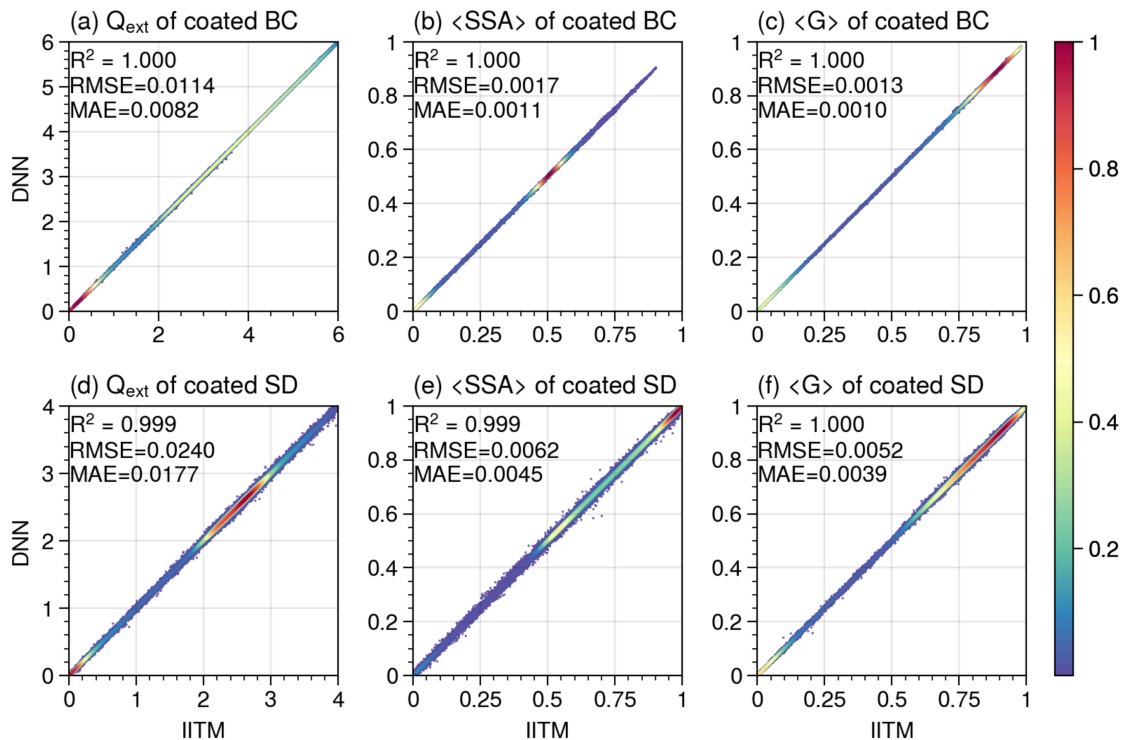 (a) Qext of coated BC
(b) <SSA> of coated BC
(c) <G> of coated BC
R² = 1.000
RMSE=0.0114
MAE=0.0082
R² = 1.000
RMSE=0.0017
MAE=0.0011
R² = 1.000
RMSE=0.0013
MAE=0.0010
DNN
6
5
4
3
2
1
0
0 2 4 6
1
0.8
0.6
0.4
0.2
0
0 0.25 0.5 0.75 1
1
0.8
0.6
0.4
0.2
0
0 0.25 0.5 0.75 1
(d) Qext of coated SD
(e) <SSA> of coated SD
(f) <G> of coated SD
R² = 0.999
RMSE=0.0240
MAE=0.0177
R² = 0.999
RMSE=0.0062
MAE=0.0045
R² = 1.000
RMSE=0.0052
MAE=0.0039
DNN
4
3
2
1
0
0 1 2 3 4
IITM
1
0.8
0.6
0.4
0.2
0
0 0.25 0.5 0.75 1
IITM
1
0.8
0.6
0.4
0.2
0
0 0.25 0.5 0.75 1
IITM
1
0.8
0.6
0.4
0.2